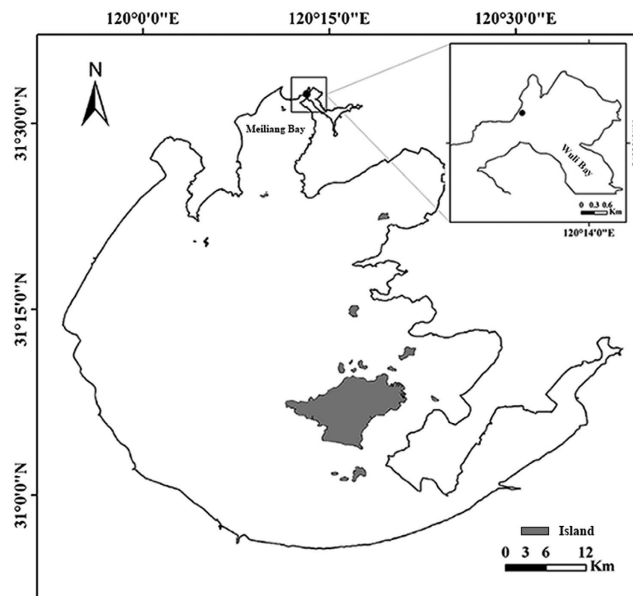 120°0'0"E
120°15'0"E
120°30'0"E
N
Meiliang Bay
31°30'0"N
Wuli Bay
0 0.3 0.6
Km
120°14'0"E
31°15'0"N
31°0'0"N
Island
0 3 6 12
Km